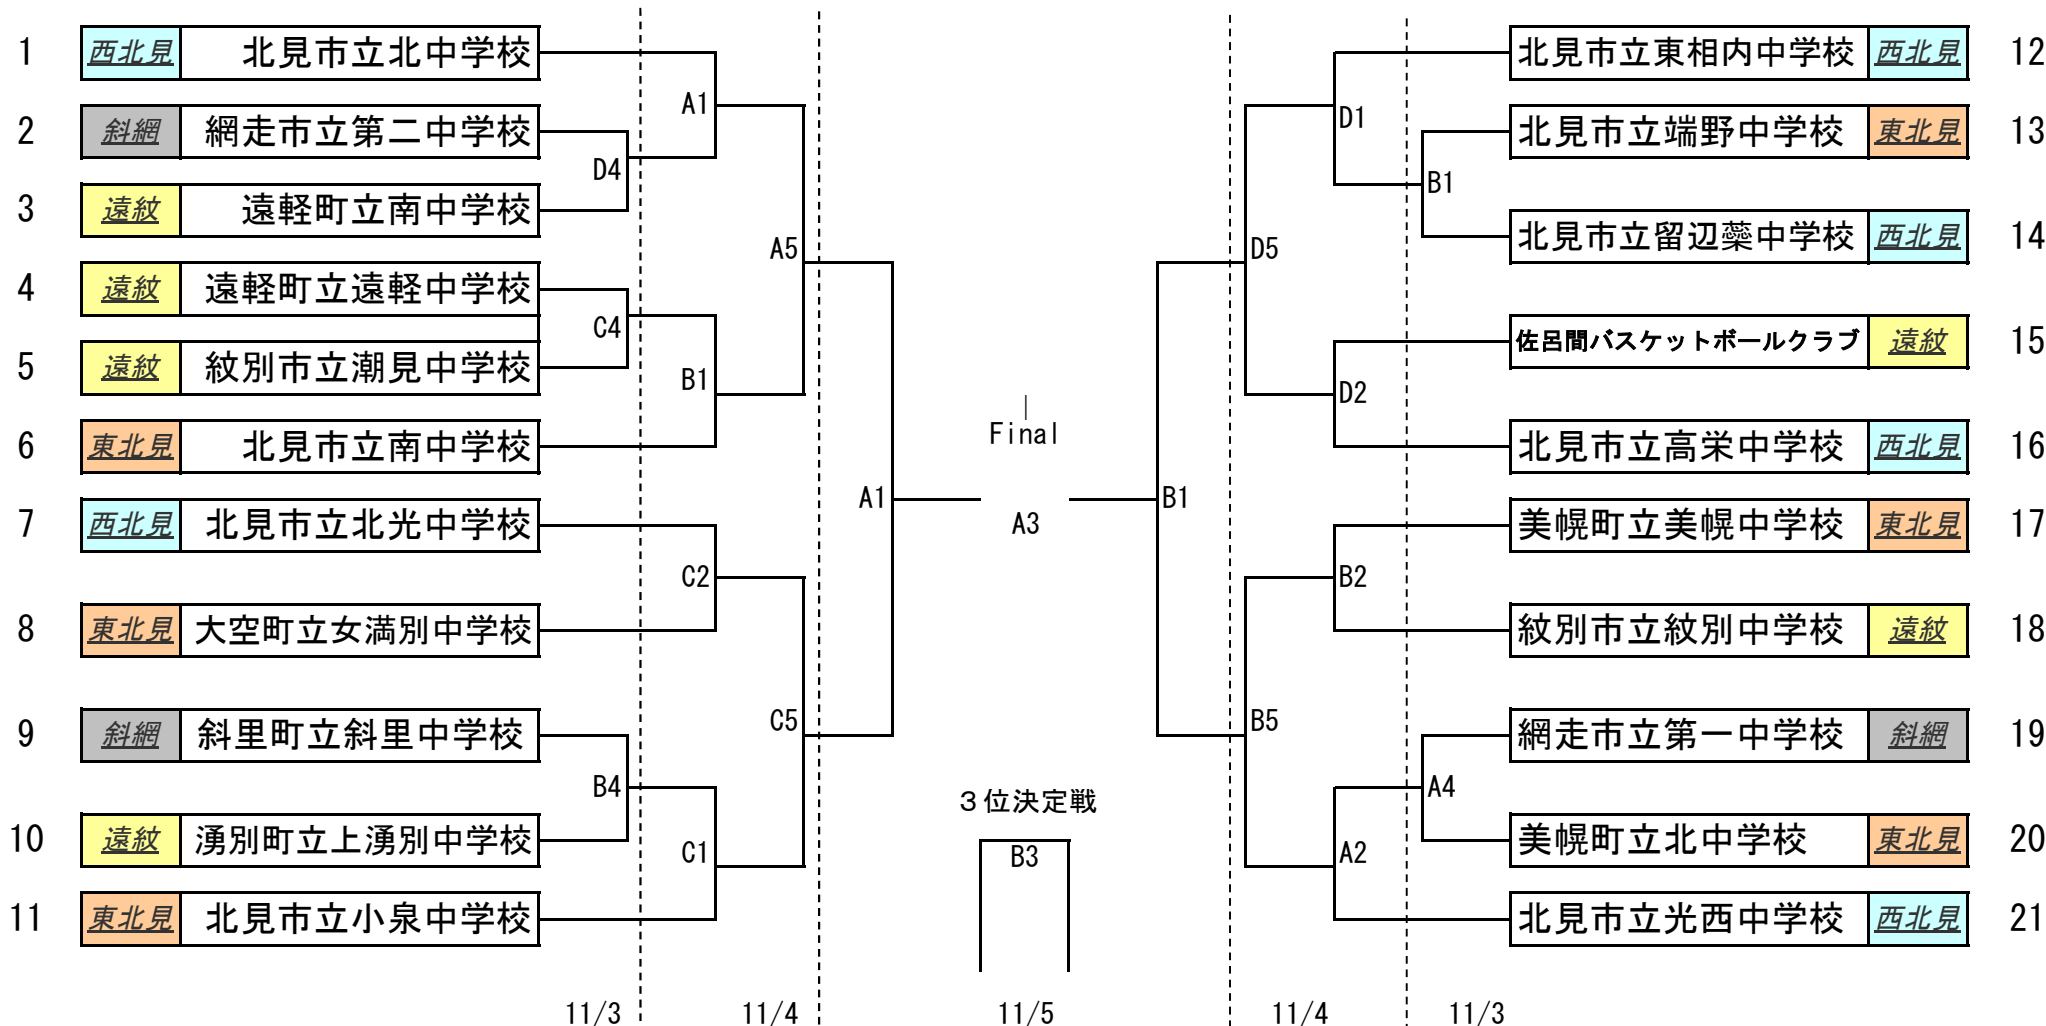 1 西北見 北見市立北中学校
2 斜網 網走市立第二中学校
3 遠紋 遠軽町立南中学校
4 遠紋 遠軽町立遠軽中学校
5 遠紋 紋別市立潮見中学校
6 東北見 北見市立南中学校
7 西北見 北見市立北光中学校
8 東北見 大空町立女満別中学校
9 斜網 斜里町立斜里中学校
10 遠紋 湧別町立上湧別中学校
11 東北見 北見市立小泉中学校
D4
C4
B4
A1
B1
C2
C1
A5
C5
A1
Final
A3
3位決定戦
B3
B1
D5
B5
D1
D2
B2
A2
B1
A4
北見市立東相内中学校 西北見 12
北見市立端野中学校 東北見 13
北見市立留辺蘂中学校 西北見 14
佐呂間バスケットボールクラブ 遠紋 15
北見市立高栄中学校 西北見 16
美幌町立美幌中学校 東北見 17
紋別市立紋別中学校 遠紋 18
網走市立第一中学校 斜網 19
美幌町立北中学校 東北見 20
北見市立光西中学校 西北見 21
11/3 11/4 11/5 11/4 11/3